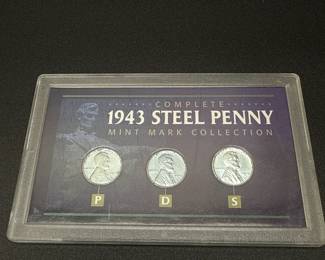 COMPLETE
1943 STEEL PENNY
MINT MARK COLLECTION
P D S